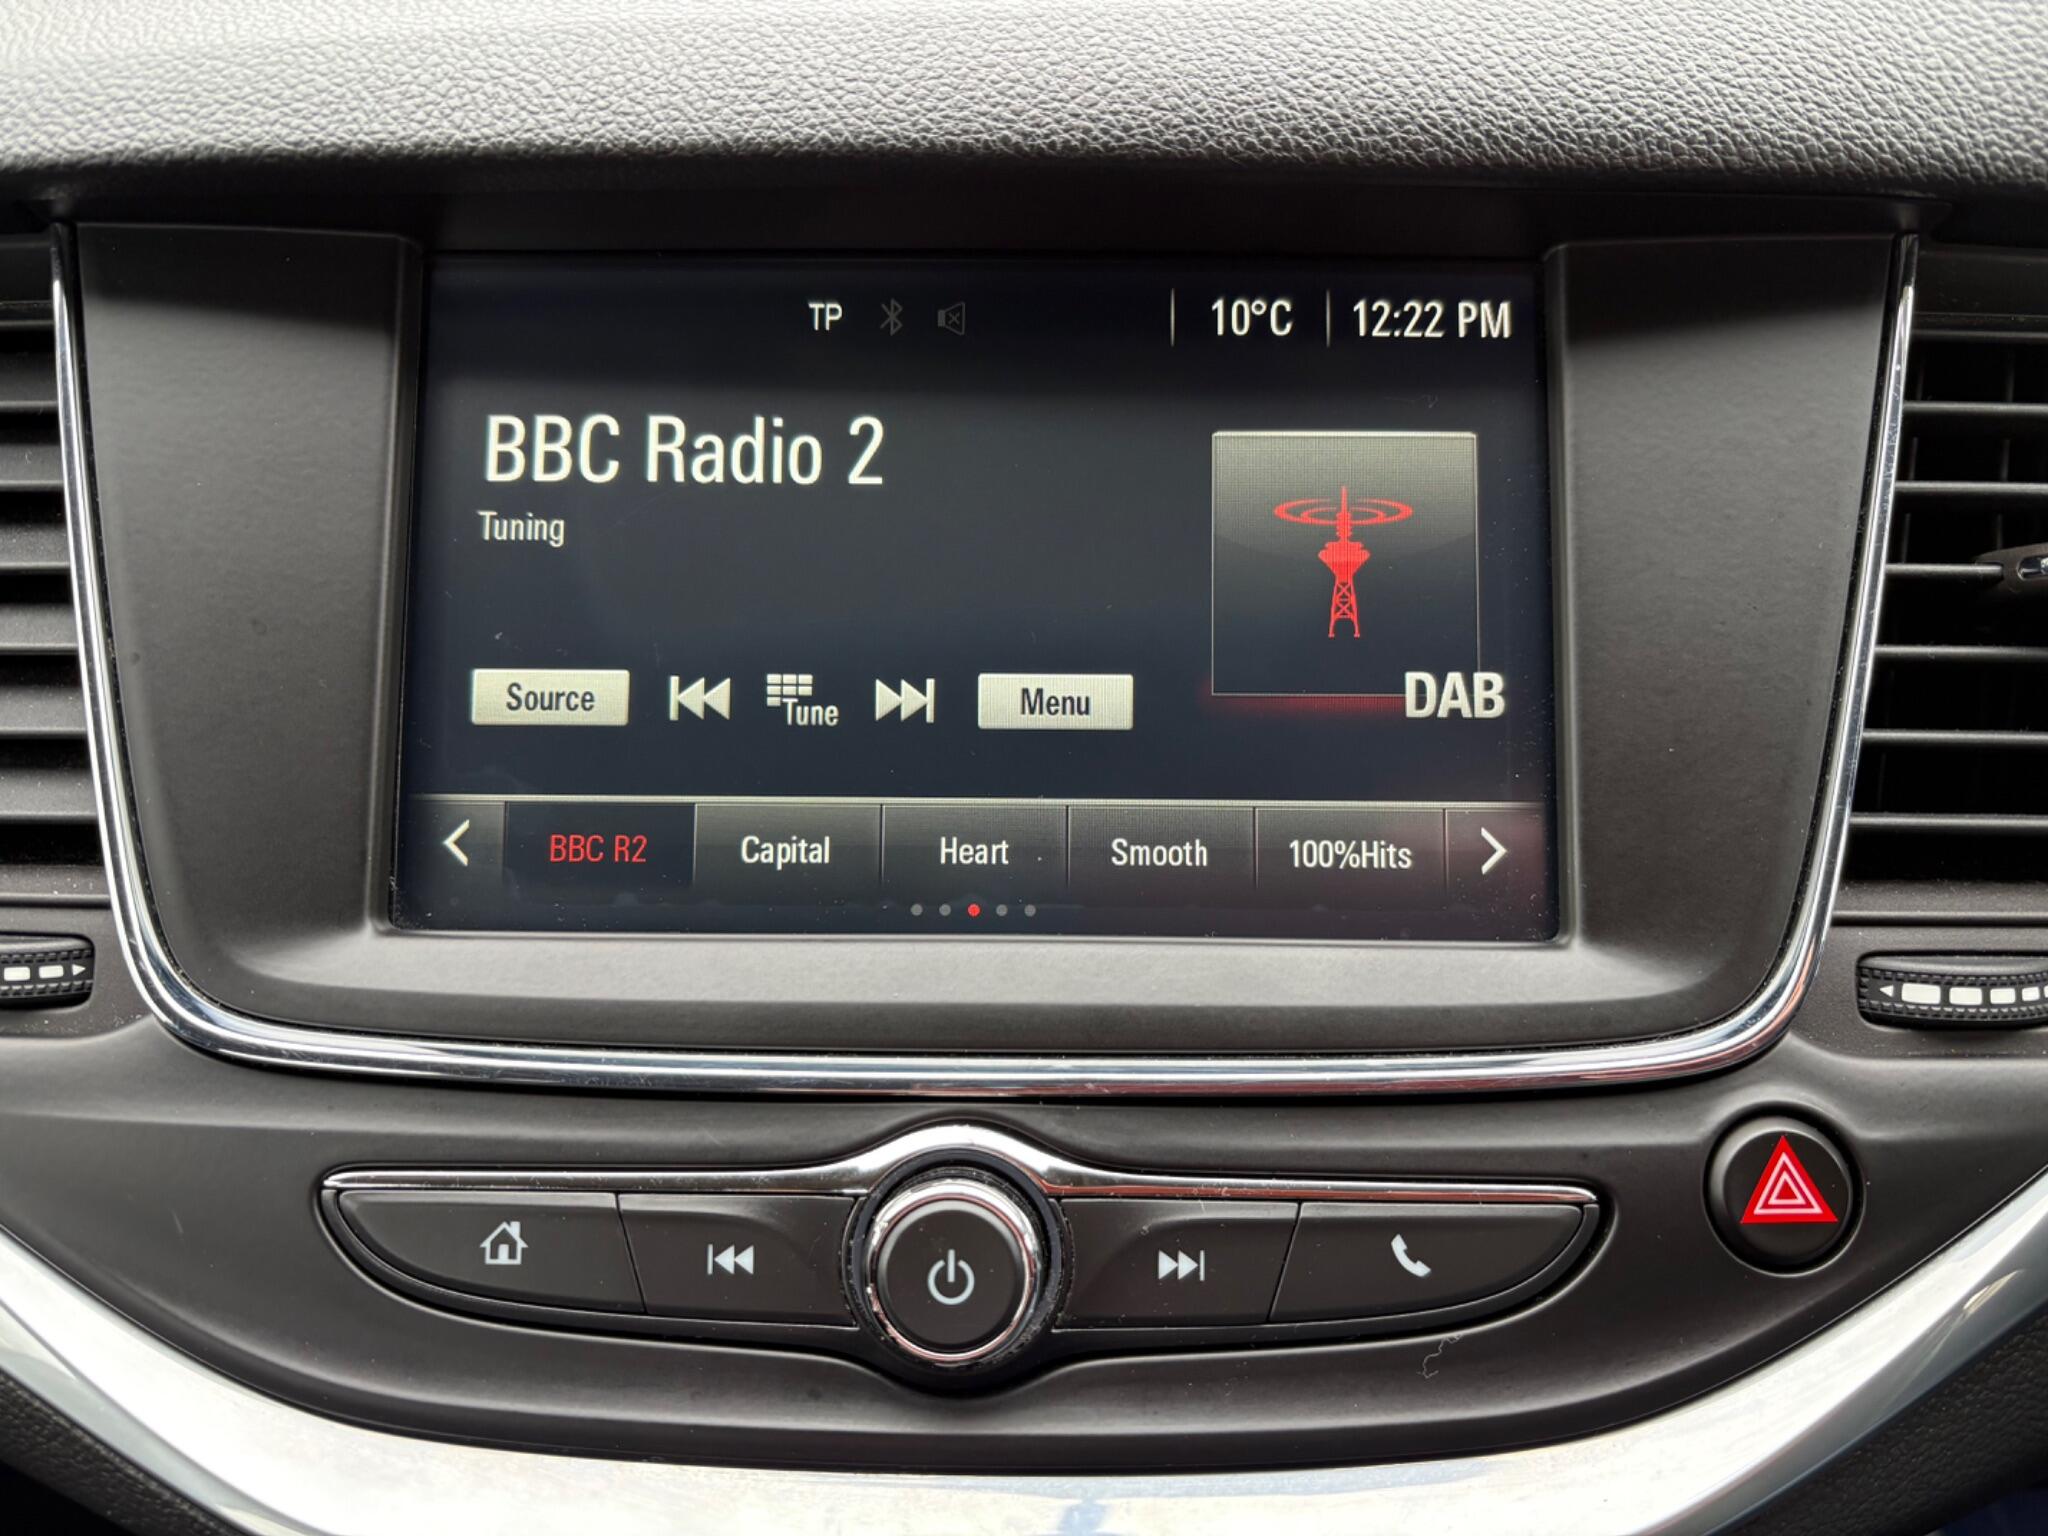 TP 10°C 12:22 PM
BBC Radio 2
Tuning
Source Tune Menu
DAB
BBC R2 Capital Heart Smooth 100%Hits